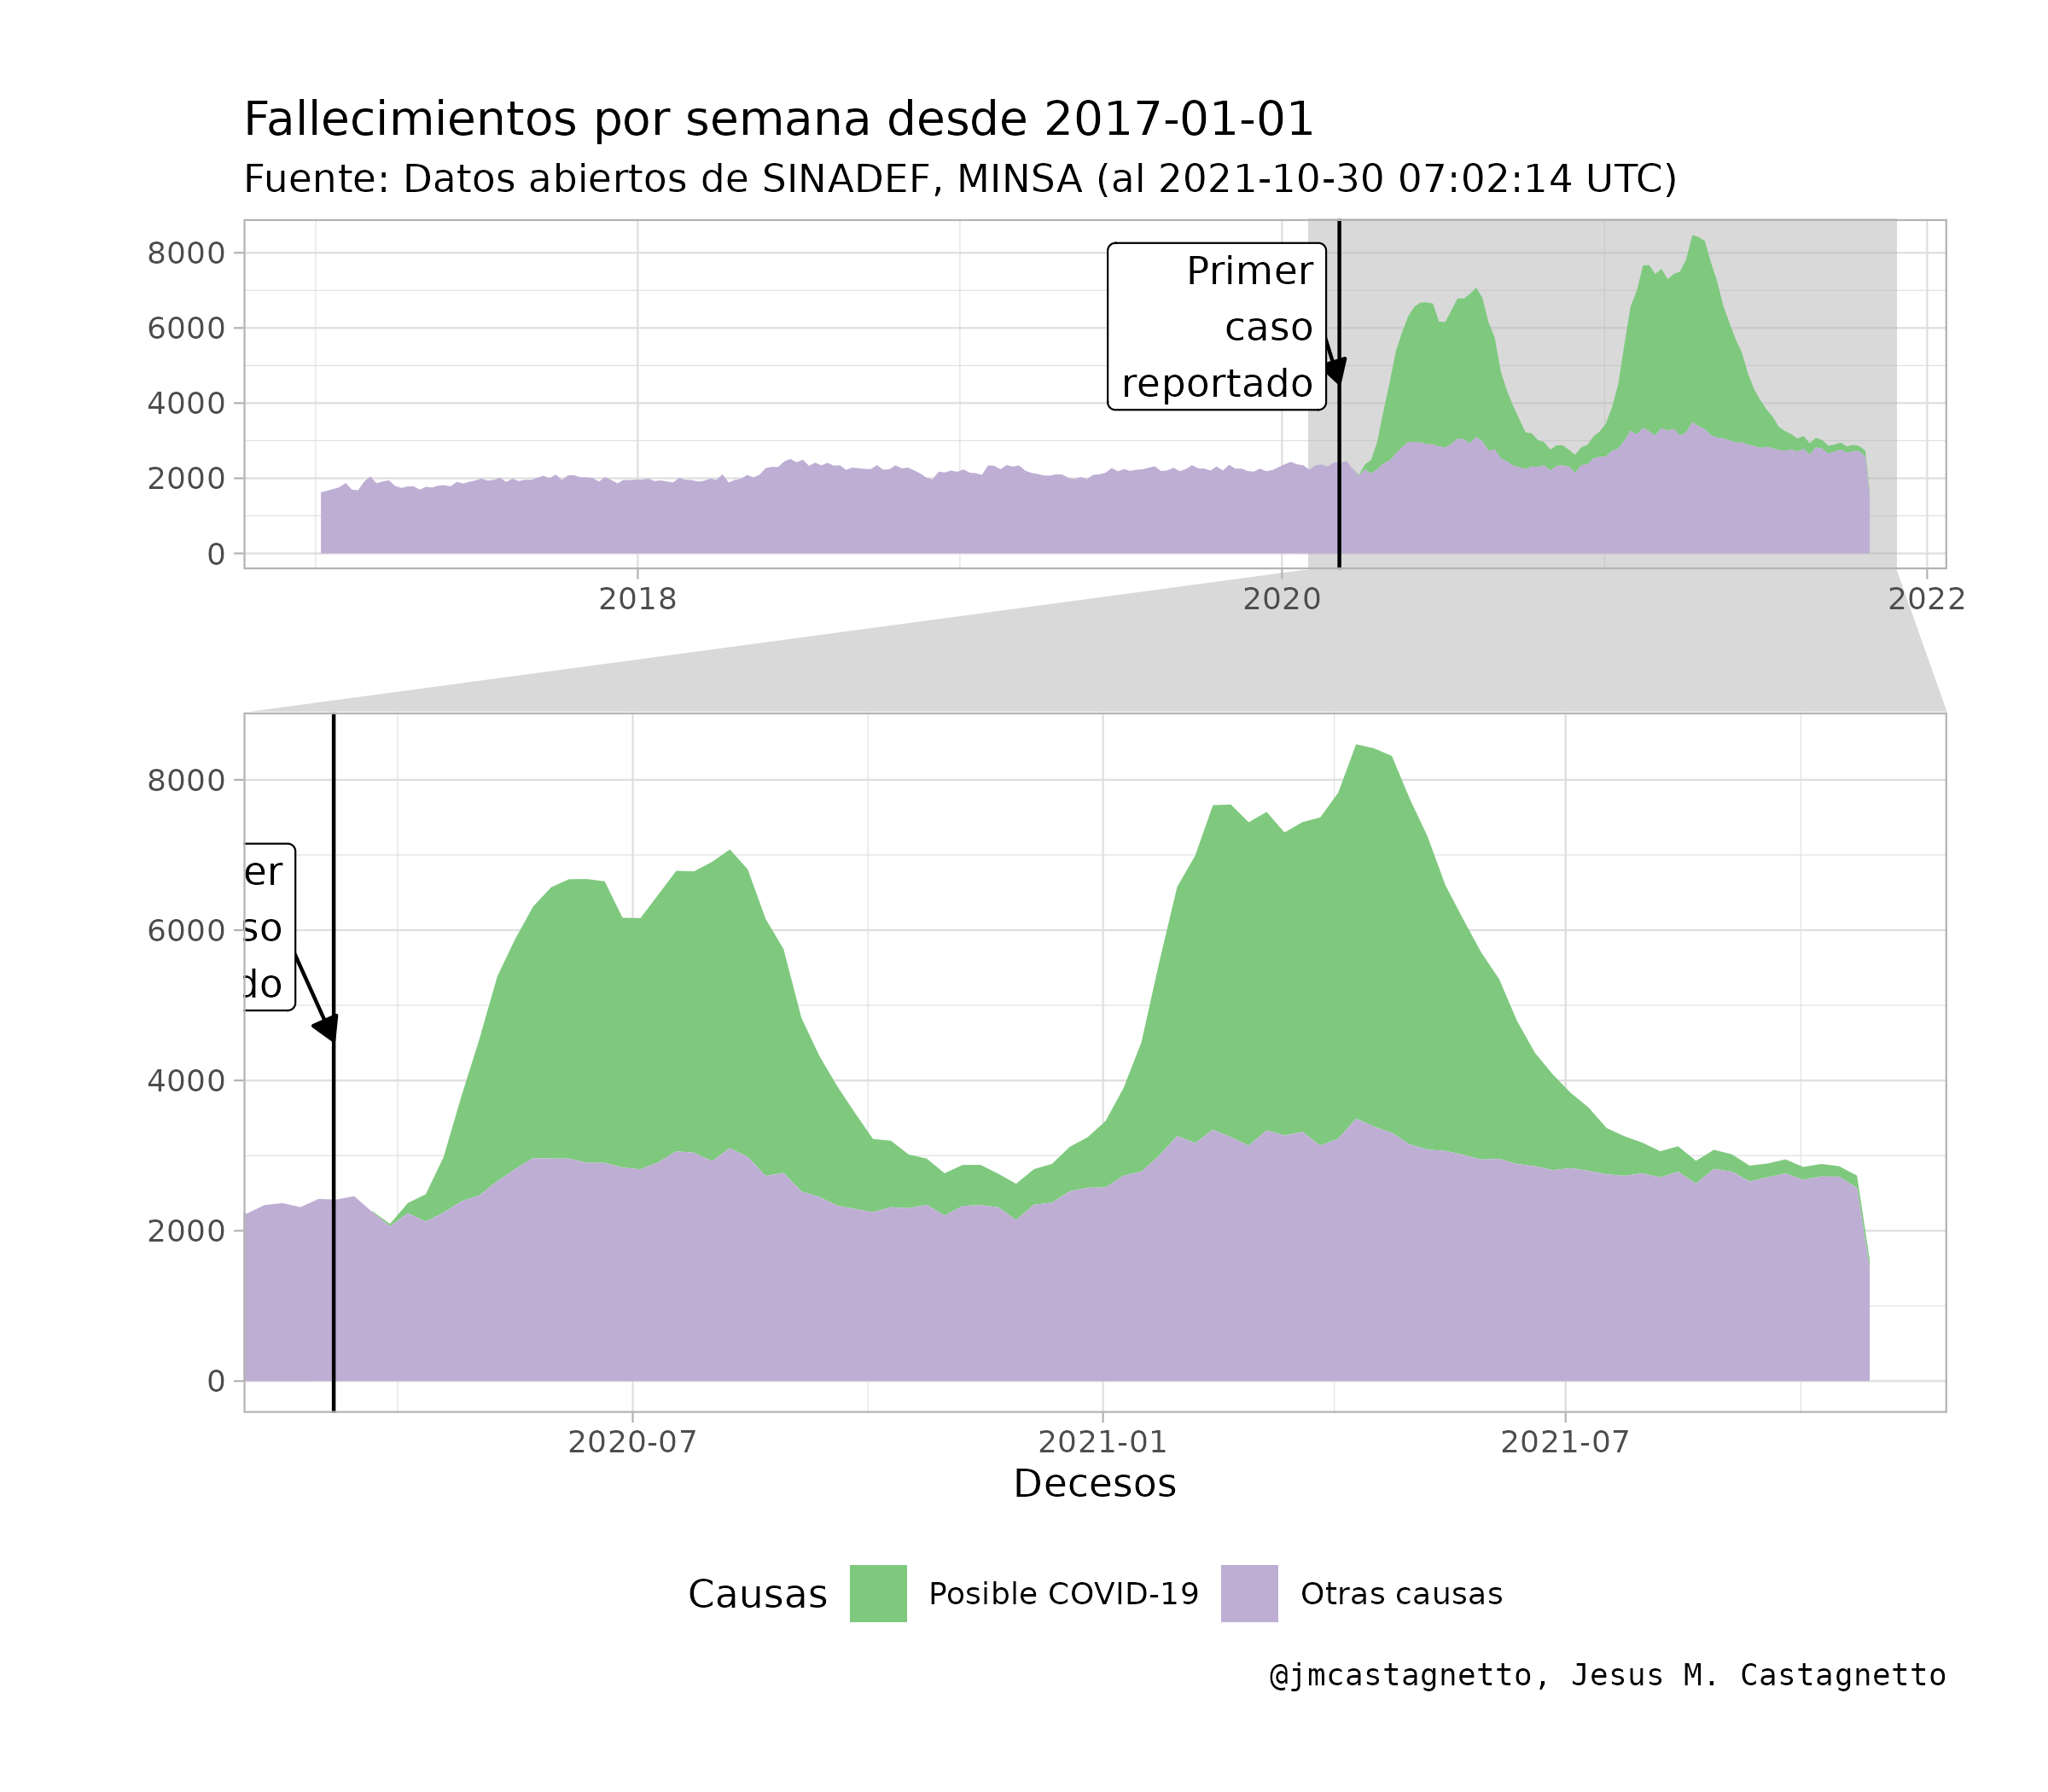 Fallecimientos por semana desde 2017-01-01
Fuente: Datos abiertos de SINADEF, MINSA (al 2021-10-30 07:02:14 UTC)
8000
6000
4000
2000
0
Primer
caso
reportado
2018
2020
2022
8000
6000
4000
2000
0
er
so
do
2020-07
2021-01
2021-07
Decesos
Causas
Posible COVID-19
Otras causas
@jmcastagnetto, Jesus M. Castagnetto